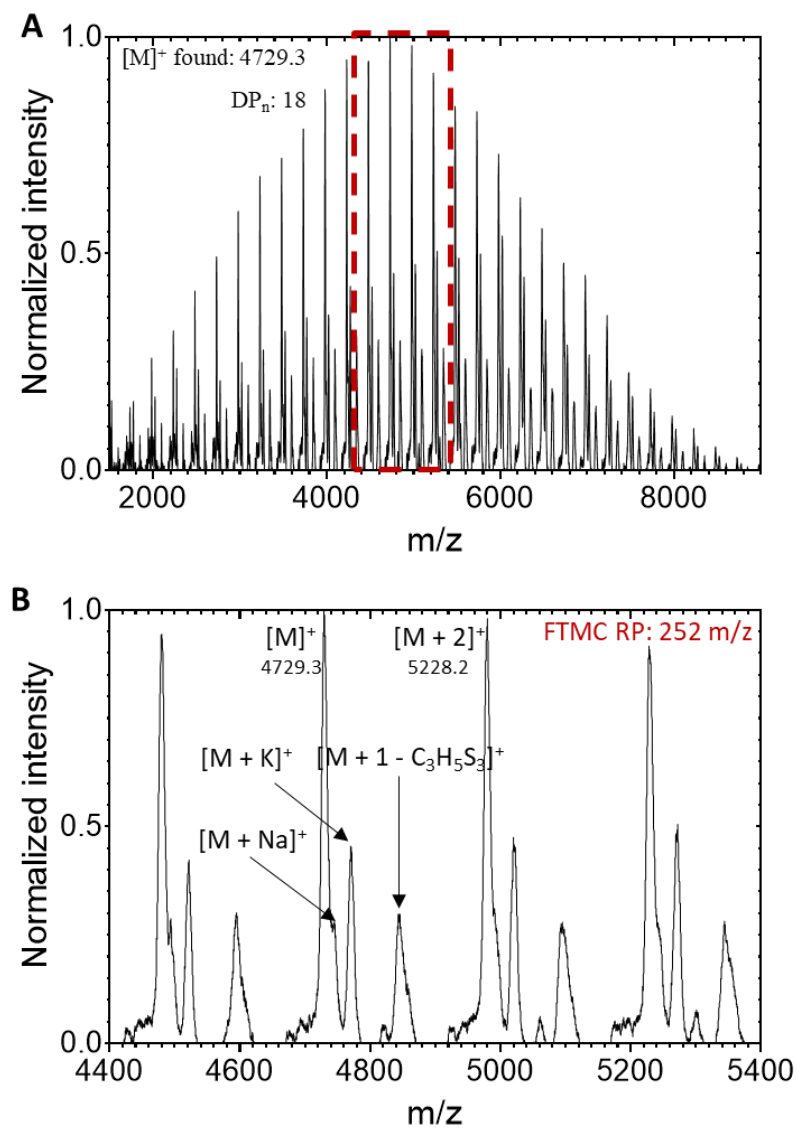 A
[M]⁺ found: 4729.3
DPₙ: 18
1.0
0.5
0.0
Normalized intensity
2000 4000 6000 8000
m/z
B
[M]⁺ [M + 2]⁺ FTMC RP: 252 m/z
4729.3 5228.2
[M + K]⁺ [M + 1 - C₃H₅S₃]⁺
[M + Na]⁺
1.0
0.5
0.0
Normalized intensity
4400 4600 4800 5000 5200 5400
m/z